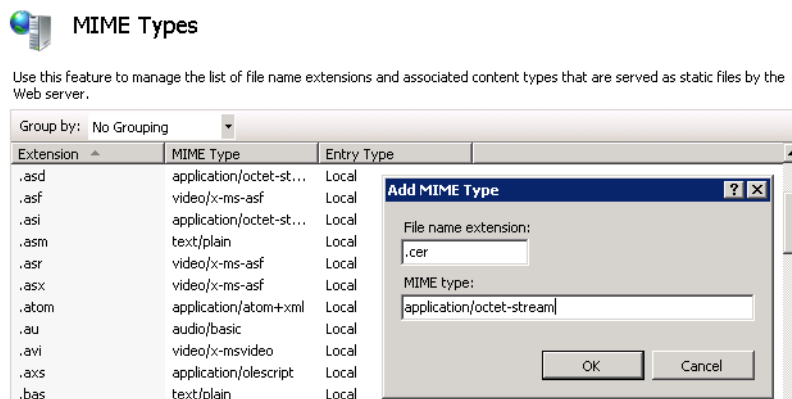 MIME Types
Use this feature to manage the list of file name extensions and associated content types that are served as static files by the
Web server.
Group by: No Grouping
Extension MIME Type Entry Type
.asd application/octet-st... Local
.asf video/x-ms-asf Local
.asi application/octet-st... Local
.asm text/plain Local
.asr video/x-ms-asf Local
.asx video/x-ms-asf Local
.atom application/atom+xml Local
.au audio/basic Local
.avi video/x-msvideo Local
.axs application/olescript Local
.bas text/plain Local
Add MIME Type
File name extension:
.cer
MIME type:
application/octet-stream
OK Cancel